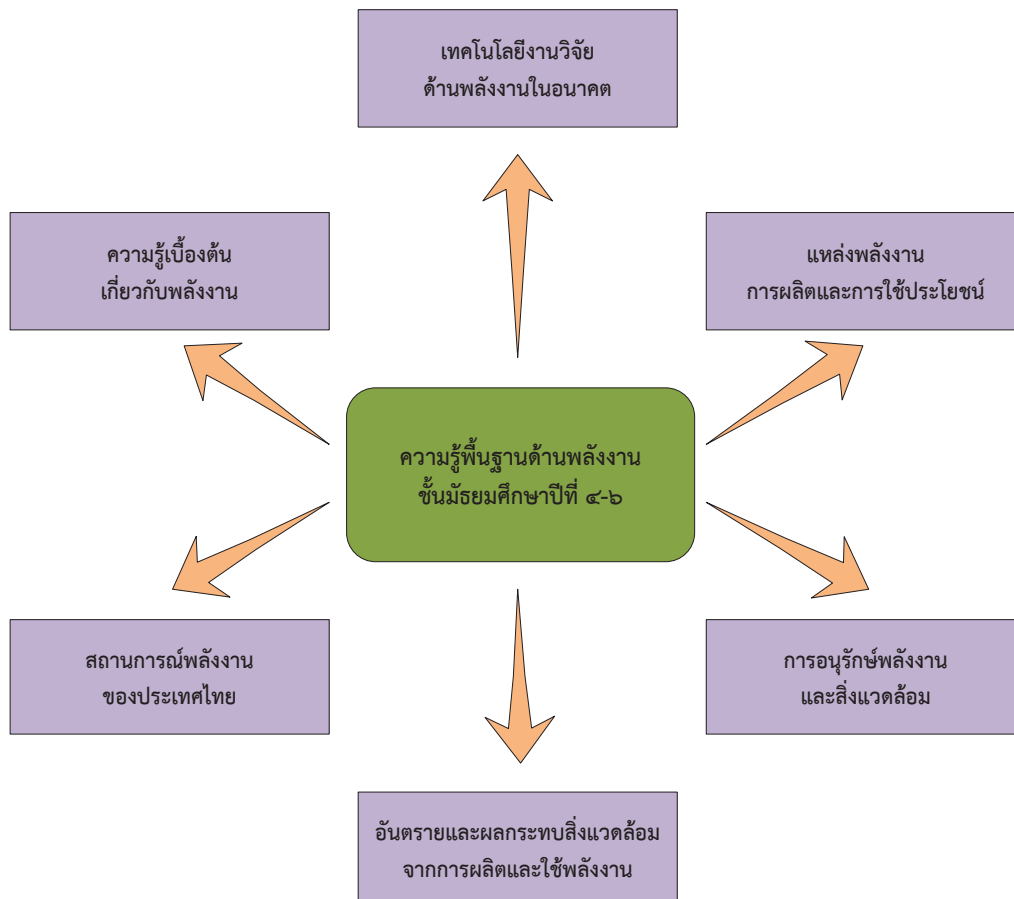 เทคโนโลยีงานวิจัย
ด้านพลังงานในอนาคต
ความรู้เบื้องต้น
เกี่ยวกับพลังงาน
แหล่งพลังงาน
การผลิตและการใช้ประโยชน์
ความรู้พื้นฐานด้านพลังงาน
ชั้นมัธยมศึกษาปีที่ ๔-๖
สถานการณ์พลังงาน
ของประเทศไทย
การอนุรักษ์พลังงาน
และสิ่งแวดล้อม
อันตรายและผลกระทบสิ่งแวดล้อม
จากการผลิตและใช้พลังงาน